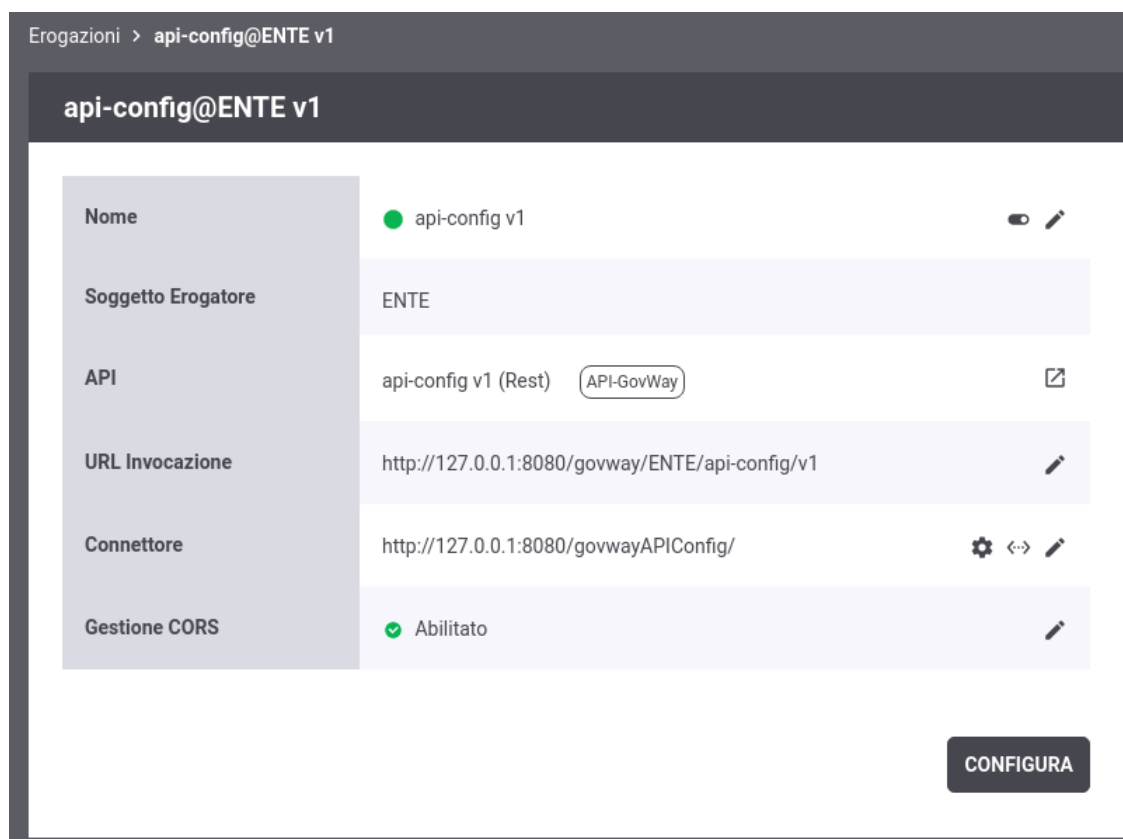 Erogazioni > api-config@ENTE v1
api-config@ENTE v1
Nome api-config v1
Soggetto Erogatore ENTE
API api-config v1 (Rest) API-GovWay
URL Invocazione http://127.0.0.1:8080/govway/ENTE/api-config/v1
Connettore http://127.0.0.1:8080/govwayAPIConfig/
Gestione CORS Abilitato
CONFIGURA